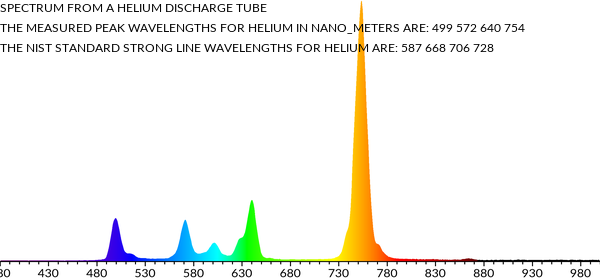 SPECTRUM FROM A HELIUM DISCHARGE TUBE
THE MEASURED PEAK WAVELENGTHS FOR HELIUM IN NANO_METERS ARE: 499 572 640 754
THE NIST STANDARD STRONG LINE WAVELENGTHS FOR HELIUM ARE: 587 668 706 728
80 430 480 530 580 630 680 730 780 830 880 930 980